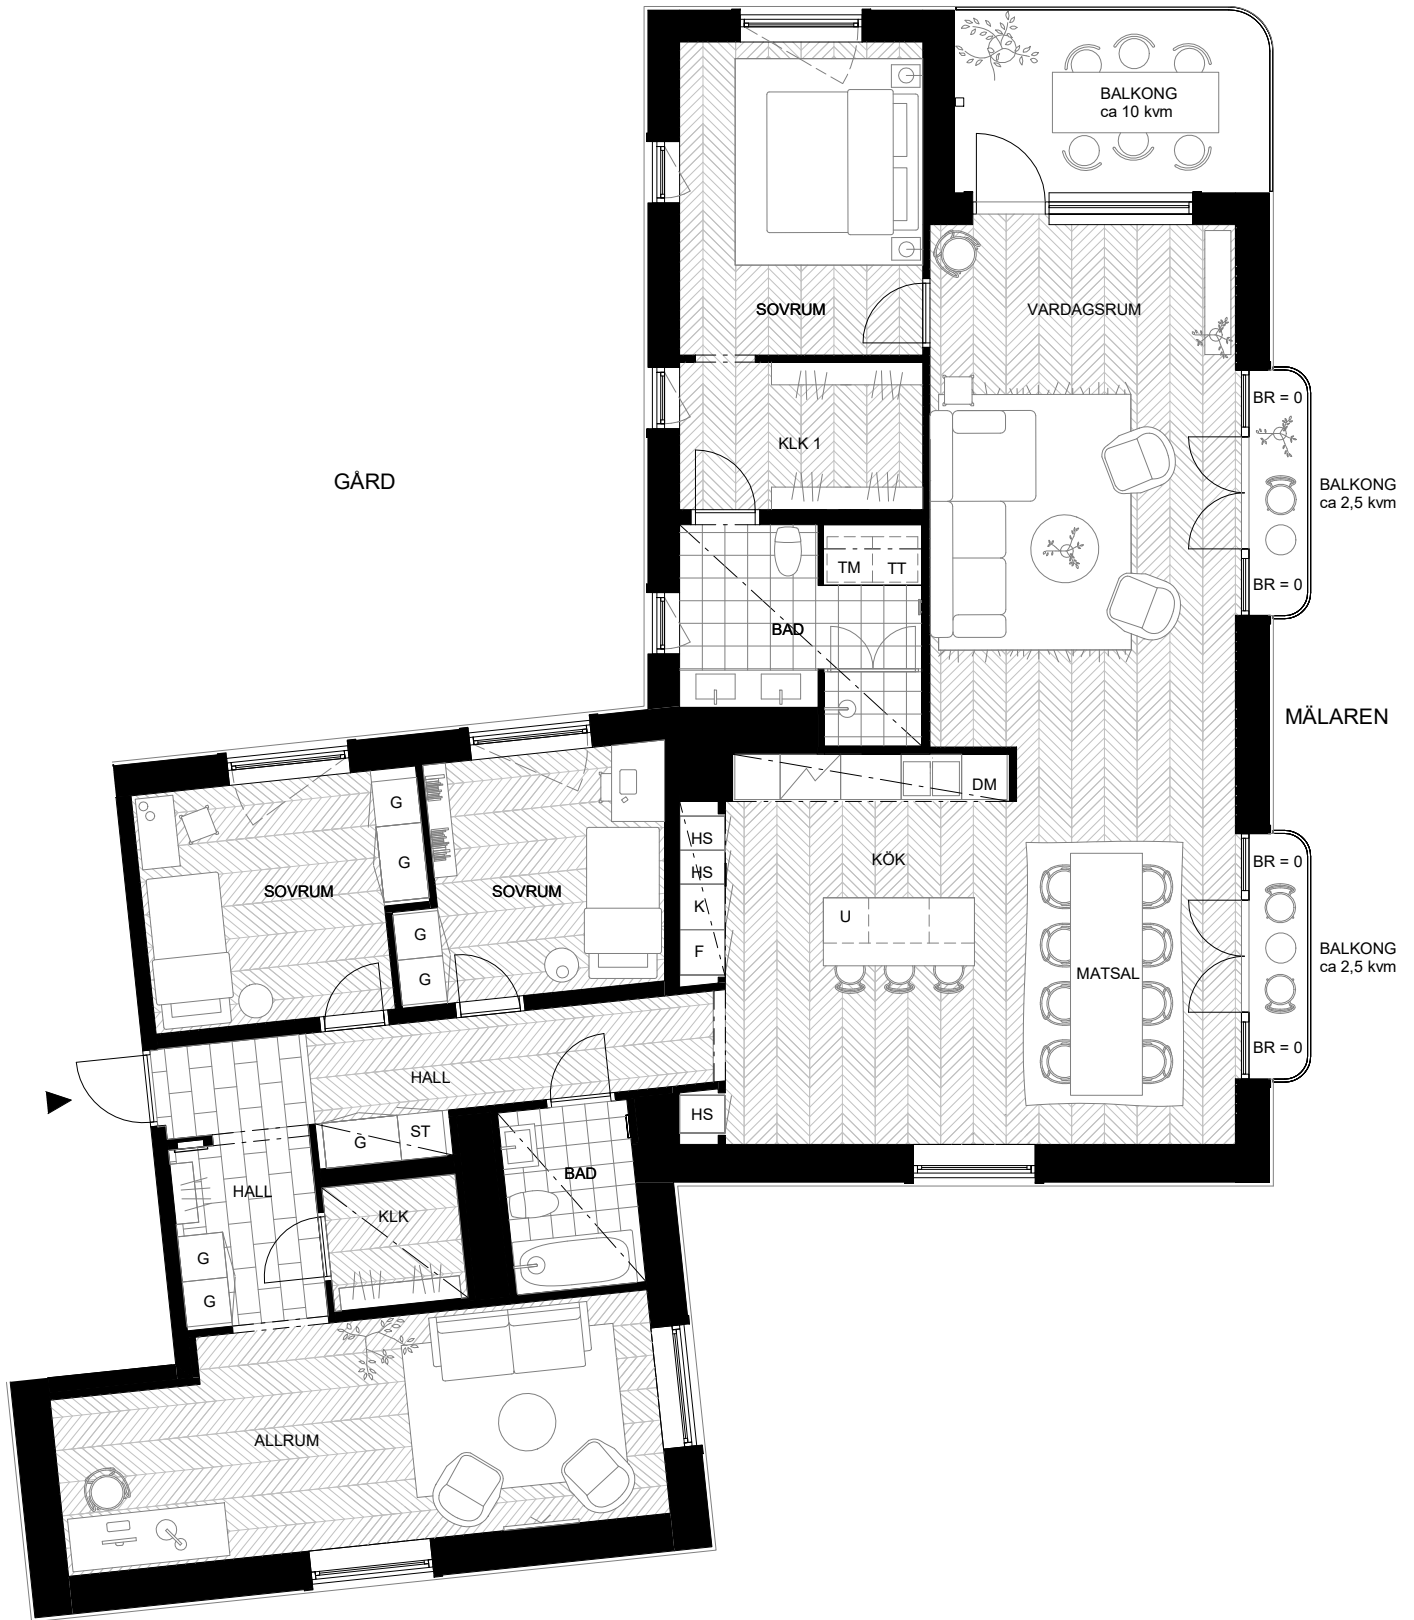 BALKONG
ca 10 kvm
SOVRUM
VARDAGSRUM
BR = 0
KLK 1
GÅRD
BALKONG
ca 2,5 kvm
TM
TT
BR = 0
BAD
MÄLAREN
DM
G
HS
KÖK
BR = 0
G
HS
SOVRUM
SOVRUM
K
U
G
F
BALKONG
ca 2,5 kvm
MATSAL
G
BR = 0
HALL
HS
G
ST
BAD
HALL
KLK
G
G
ALLRUM